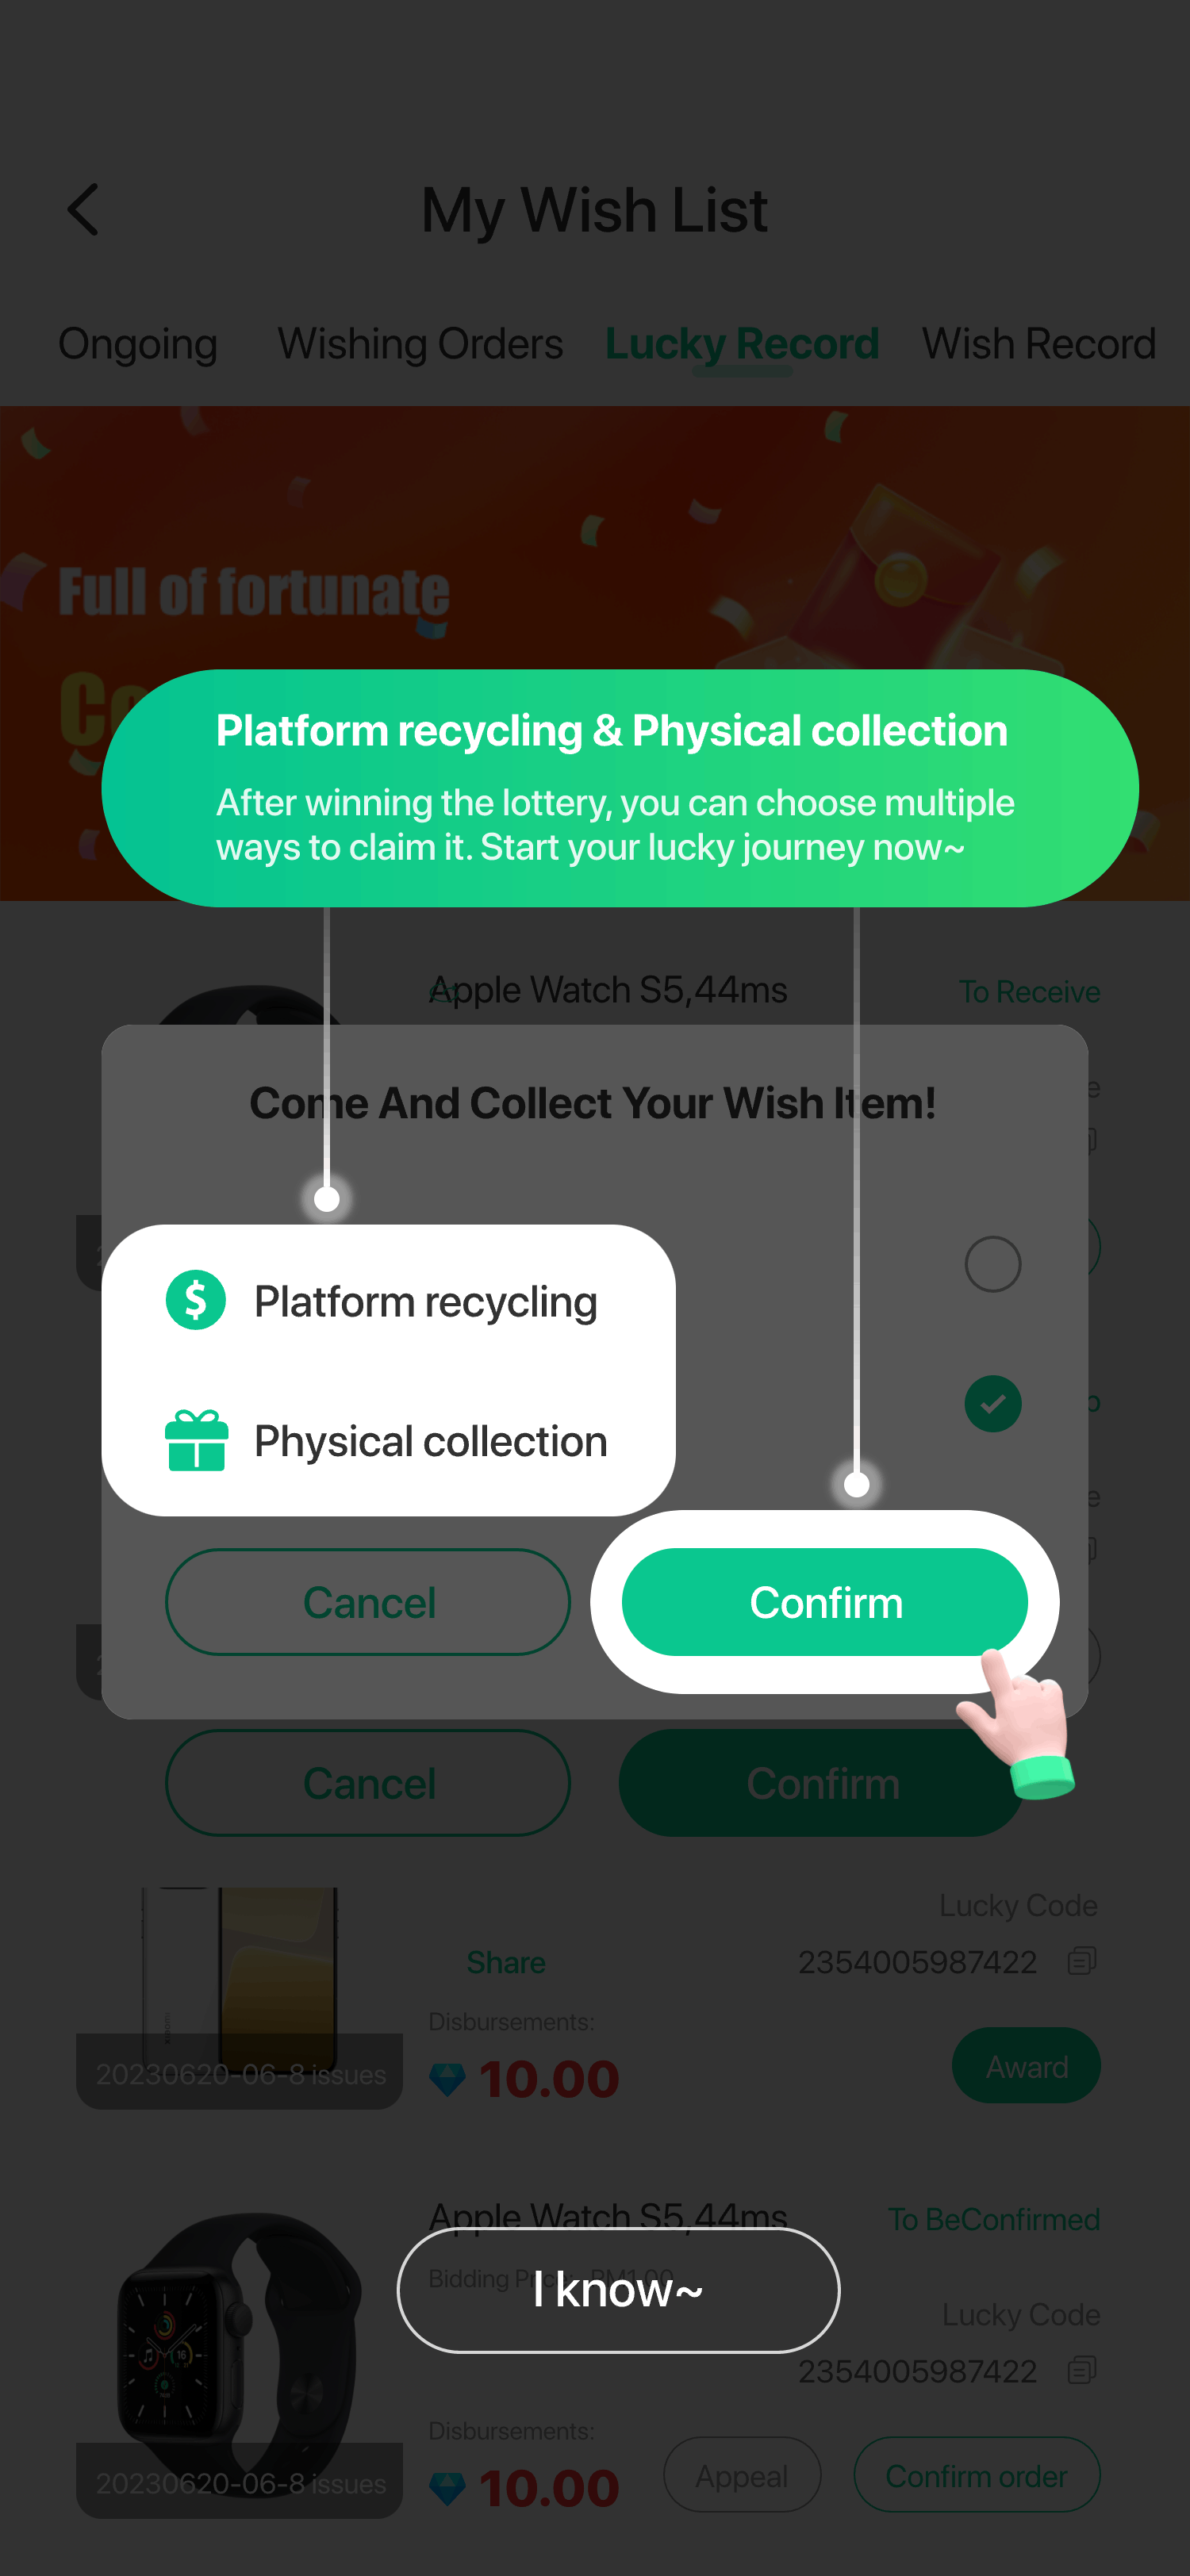 My Wish List
Ongoing
Wishing Orders
Lucky Record
Wish Record
Full of fortunate
Co
Platform recycling & Physical collection
After winning the lottery, you can choose multiple
ways to claim it. Start your lucky journey now~
Apple Watch S5,44ms
To Receive
Come And Collect Your Wish Item!
Platform recycling
Physical collection
Cancel
Confirm
Cancel
Confirm
Lucky Code
Share
2354005987422
Disbursements:
20230620-06-8 issues
10.00
Award
Apple Watch S5,44ms
To BeConfirmed
Bidding Price: RM1.00
I know~
Lucky Code
2354005987422
Disbursements:
20230620-06-8 issues
10.00
Appeal
Confirm order